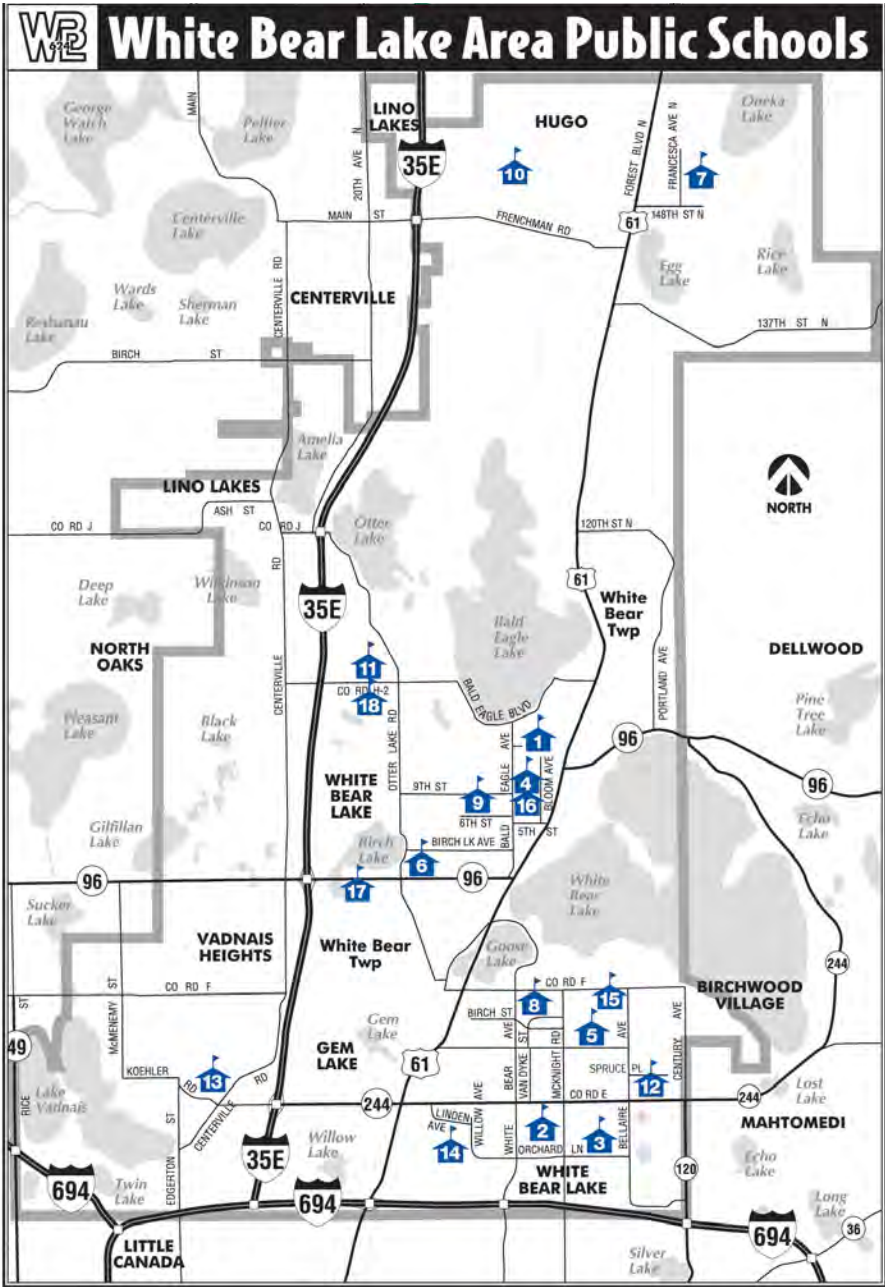 WBL 624
White Bear Lake Area Public Schools
George
Watch
Lake
MAIN
Peltier
Lake
20TH AVE N
LINO
LAKES
35E
HUGO
10
FOREST BLVD N
FRANCESCA AVE N
7
Oneka
Lake
148TH ST N
MAIN ST
FRENCHMAN RD
61
Centerville
Lake
CENTERVILLE RD
Egg
Lake
Rice
Lake
Wards
Lake
Sherman
Lake
CENTERVILLE
Reshanau
Lake
137TH ST N
BIRCH ST
Amelia
Lake
LINO LAKES
ASH ST
CO RD J
CO RD J
Otter
Lake
NORTH
120TH ST N
61
Deep
Lake
Wilkinson
Lake
RD
35E
White
Bear
Twp
Bald
Eagle
Lake
NORTH
OAKS
DELLWOOD
11
CO RD H-2
18
CENTERVILLE
BALD EAGLE BLVD
PORTLAND AVE
Pleasant
Lake
Black
Lake
Pine
Tree
Lake
OTTER LAKE RD
1
96
WHITE
BEAR
LAKE
9TH ST
9
EAGLE AVE
4
16
BLOOM AVE
96
6TH ST
5TH ST
Gilfillan
Lake
Birch
Lake
BIRCH LK AVE
BALD
6
Echo
Lake
96
17
96
White
Bear
Lake
Sucker
Lake
VADNAIS
HEIGHTS
White Bear
Twp
Goose
Lake
244
CO RD F
CO RD F
BIRCHWOOD
VILLAGE
8
15
BIRCH ST
5
McMENEMY ST
49
RICE ST
Gem
Lake
GEM
LAKE
61
WHITE BEAR AVE
VAN DYKE ST
MCKNIGHT RD
BELLAIRE AVE
SPRUCE PL
12
CENTURY AVE
KOEHLER RD
13
CENTERVILLE RD
Lake
Vadnais
244
CO RD E
244
Lost
Lake
LINDEN AVE
WILLOW AVE
2
3
MAHTOMEDI
14
ORCHARD LN
EDGERTON ST
Willow
Lake
35E
WHITE
BEAR LAKE
120
Echo
Lake
694
Twin
Lake
694
694
Long
Lake
36
LITTLE
CANADA
Silver
Lake